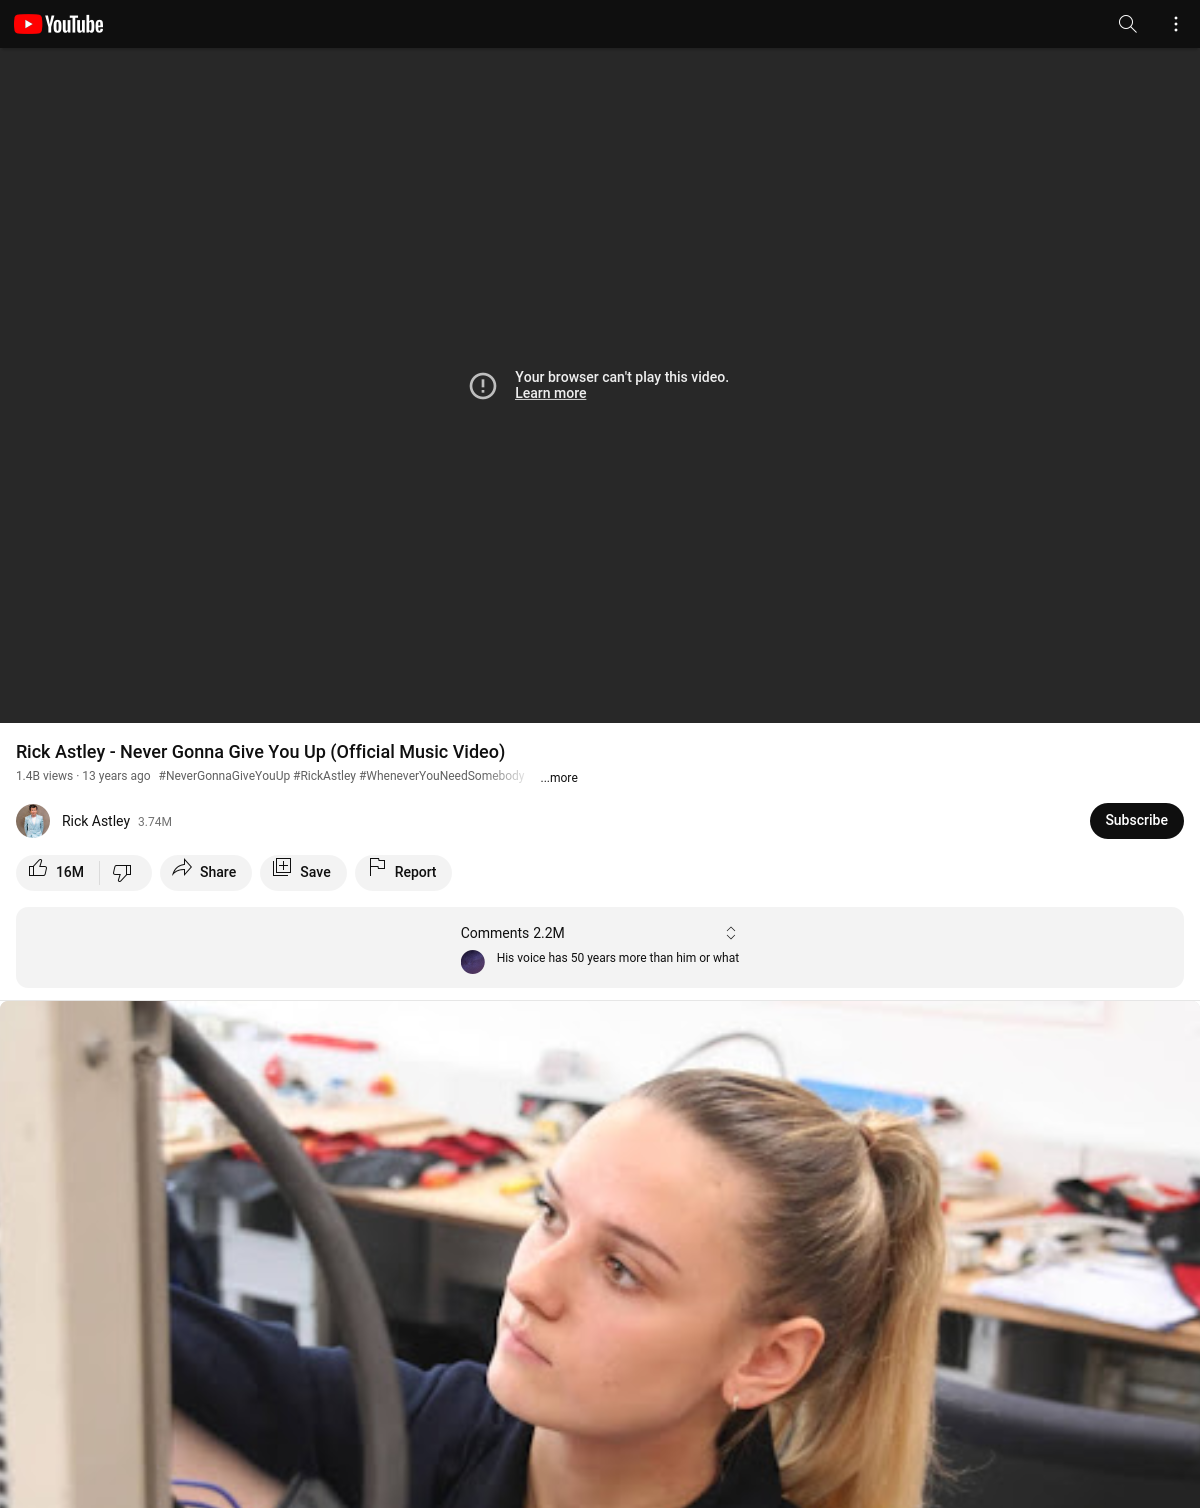 YouTube
Your browser can't play this video.
Learn more
Rick Astley - Never Gonna Give You Up (Official Music Video)
1.4B views · 13 years ago #NeverGonnaGiveYouUp #RickAstley #WheneverYouNeedSomebody ...more
Rick Astley 3.74M
Subscribe
16M Share Save Report
Comments 2.2M
His voice has 50 years more than him or what